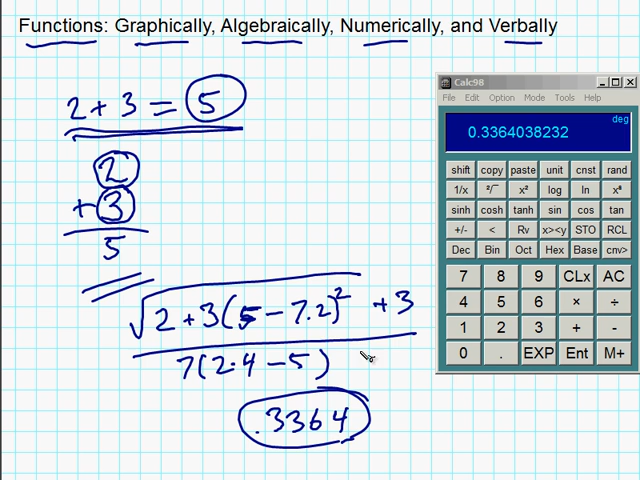 Functions: Graphically, Algebraically, Numerically, and Verbally
2 + 3 = 5
2
+ 3
5
√2 + 3(5 - 7.2)² + 3
7(2·4 - 5)
.3364
Calc98
File Edit Option Mode Tools Help
deg
0.3364038232
shift copy paste unit cnst rand
1/x ²√‾ x² log ln xª
sinh cosh tanh sin cos tan
+/- < Rv x><y STO RCL
Dec Bin Oct Hex Base cnv>
7 8 9 CLx AC
4 5 6 × ÷
1 2 3 + -
0 . EXP Ent M+